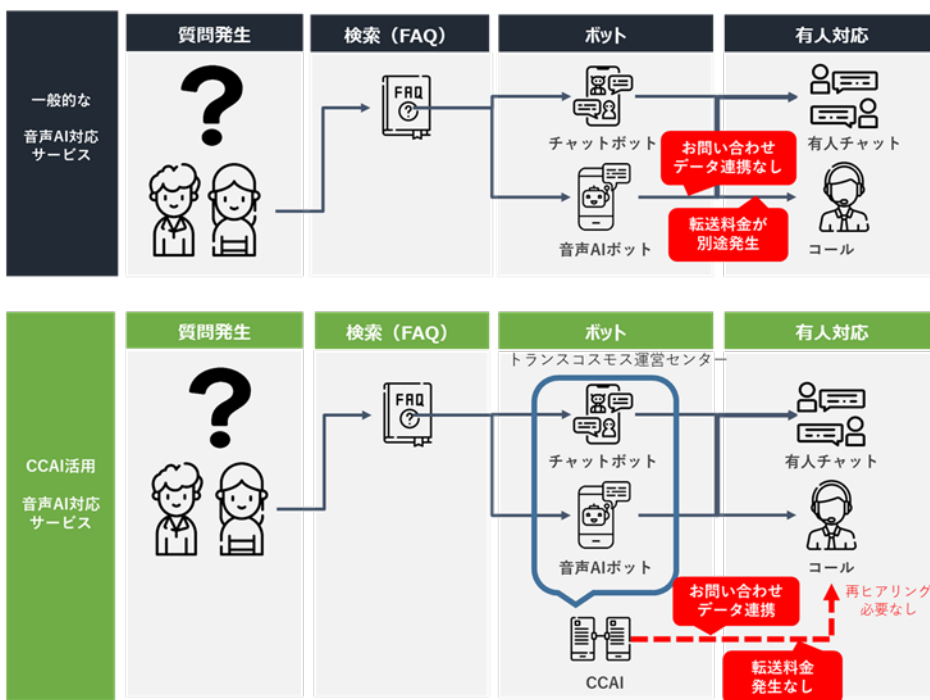 質問発生
検索（FAQ）
ボット
有人対応
一般的な
音声AI対応
サービス
?
FAQ
?
チャットボット
有人チャット
お問い合わせ
データ連携なし
転送料金が
別途発生
音声AIボット
コール
質問発生
検索（FAQ）
ボット
有人対応
トランスコスモス運営センター
CCAI活用
音声AI対応
サービス
?
FAQ
?
チャットボット
有人チャット
音声AIボット
コール
お問い合わせ
データ連携
再ヒアリング
必要なし
転送料金
発生なし
CCAI